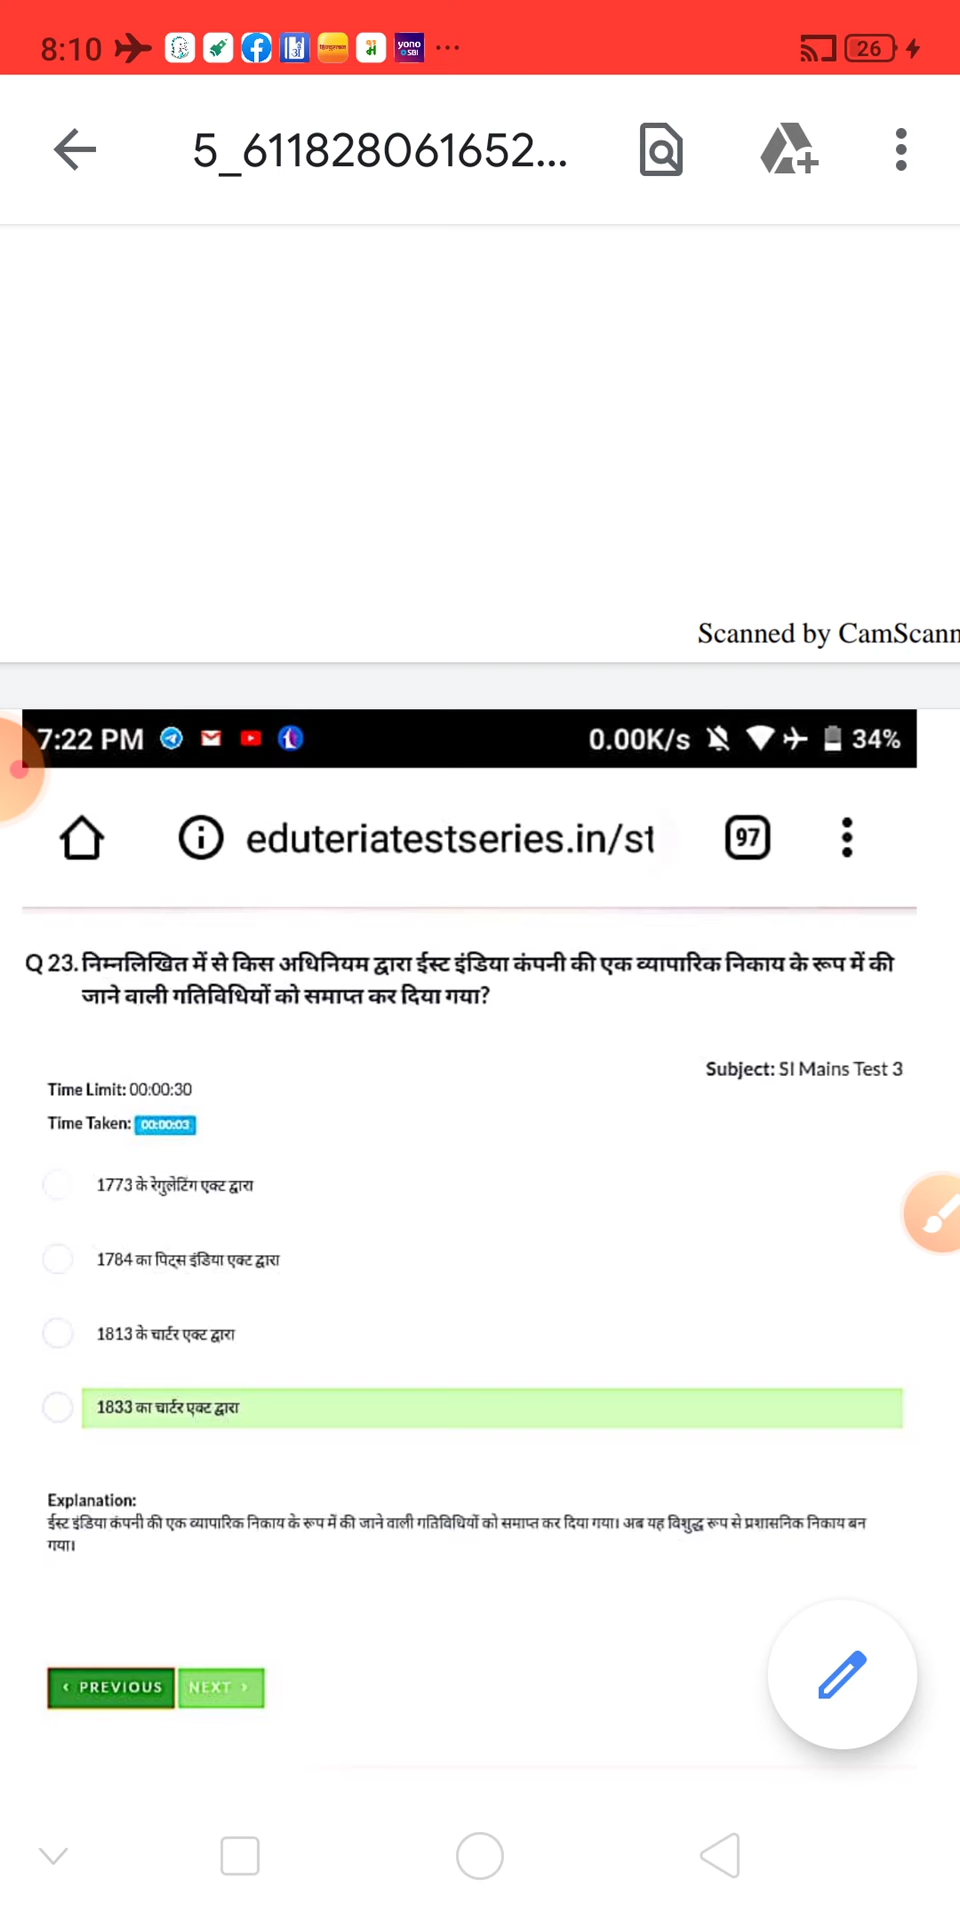 8:10 26
5_611828061652...
Scanned by CamScann
7:22 PM 0.00K/s 34%
eduteriatestseries.in/st 97
Q 23. निम्नलिखित में से किस अधिनियम द्वारा ईस्ट इंडिया कंपनी की एक व्यापारिक निकाय के रूप में की
जाने वाली गतिविधियों को समाप्त कर दिया गया?
Subject: SI Mains Test 3
Time Limit: 00:00:30
Time Taken: 00:00:03
1773 के रेगुलेटिंग एक्ट द्वारा
1784 का पिट्स इंडिया एक्ट द्वारा
1813 के चार्टर एक्ट द्वारा
1833 का चार्टर एक्ट द्वारा
Explanation:
ईस्ट इंडिया कंपनी की एक व्यापारिक निकाय के रूप में की जाने वाली गतिविधियों को समाप्त कर दिया गया। अब यह विशुद्ध रूप से प्रशासनिक निकाय बन
गया।
‹ PREVIOUS NEXT ›